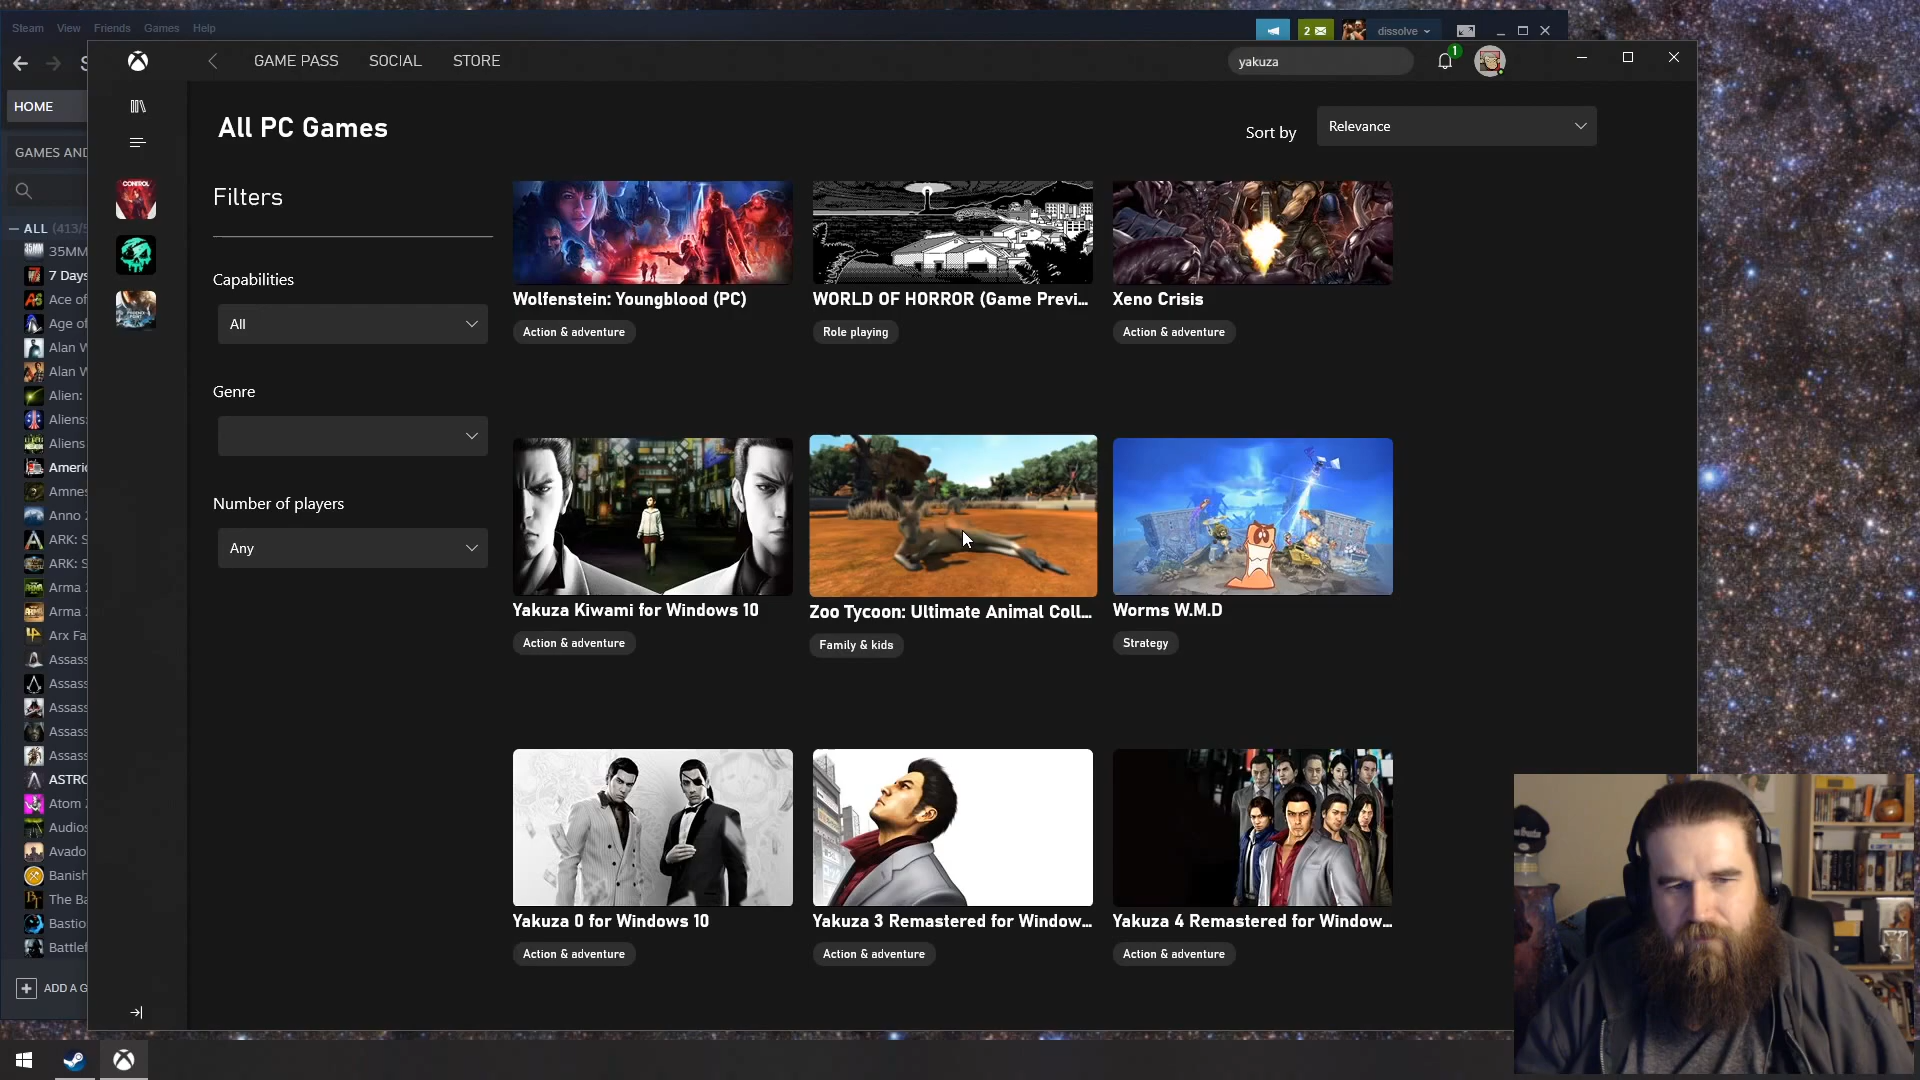 Steam View Friends Games Help
2
dissolve
GAME PASS SOCIAL STORE
yakuza
1
HOME
All PC Games
Sort by
Relevance
GAMES AND
Filters
ALL (413/
35MM
7 Days
Ace of
Age of
Alan W
Alan W
Alien:
Aliens:
Aliens
Ameri
Amnes
Anno
ARK: S
ARK: S
Arma
Arma
Arx Fa
Assass
Assass
Assass
Assass
Assass
ASTRO
Atom
Audios
Avado
Banish
The Ba
Bastio
Battlef
ADD A G
CONTROL
Capabilities
All
Genre
Number of players
Any
Wolfenstein: Youngblood (PC)
Action & adventure
WORLD OF HORROR (Game Previ...
Role playing
Xeno Crisis
Action & adventure
Yakuza Kiwami for Windows 10
Action & adventure
Zoo Tycoon: Ultimate Animal Coll...
Family & kids
Worms W.M.D
Strategy
Yakuza 0 for Windows 10
Action & adventure
Yakuza 3 Remastered for Window...
Action & adventure
Yakuza 4 Remastered for Window...
Action & adventure